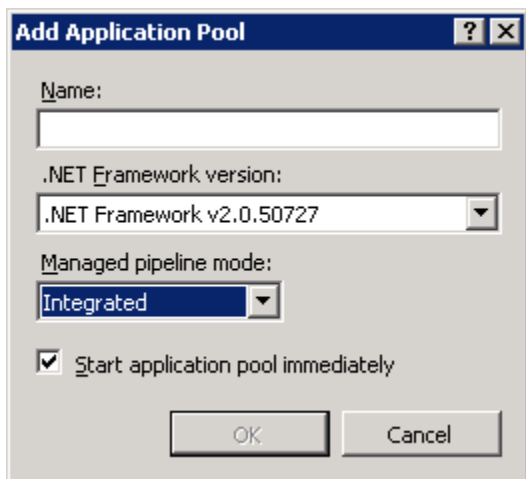 Add Application Pool
Name:
.NET Framework version:
.NET Framework v2.0.50727
Managed pipeline mode:
Integrated
Start application pool immediately
OK
Cancel